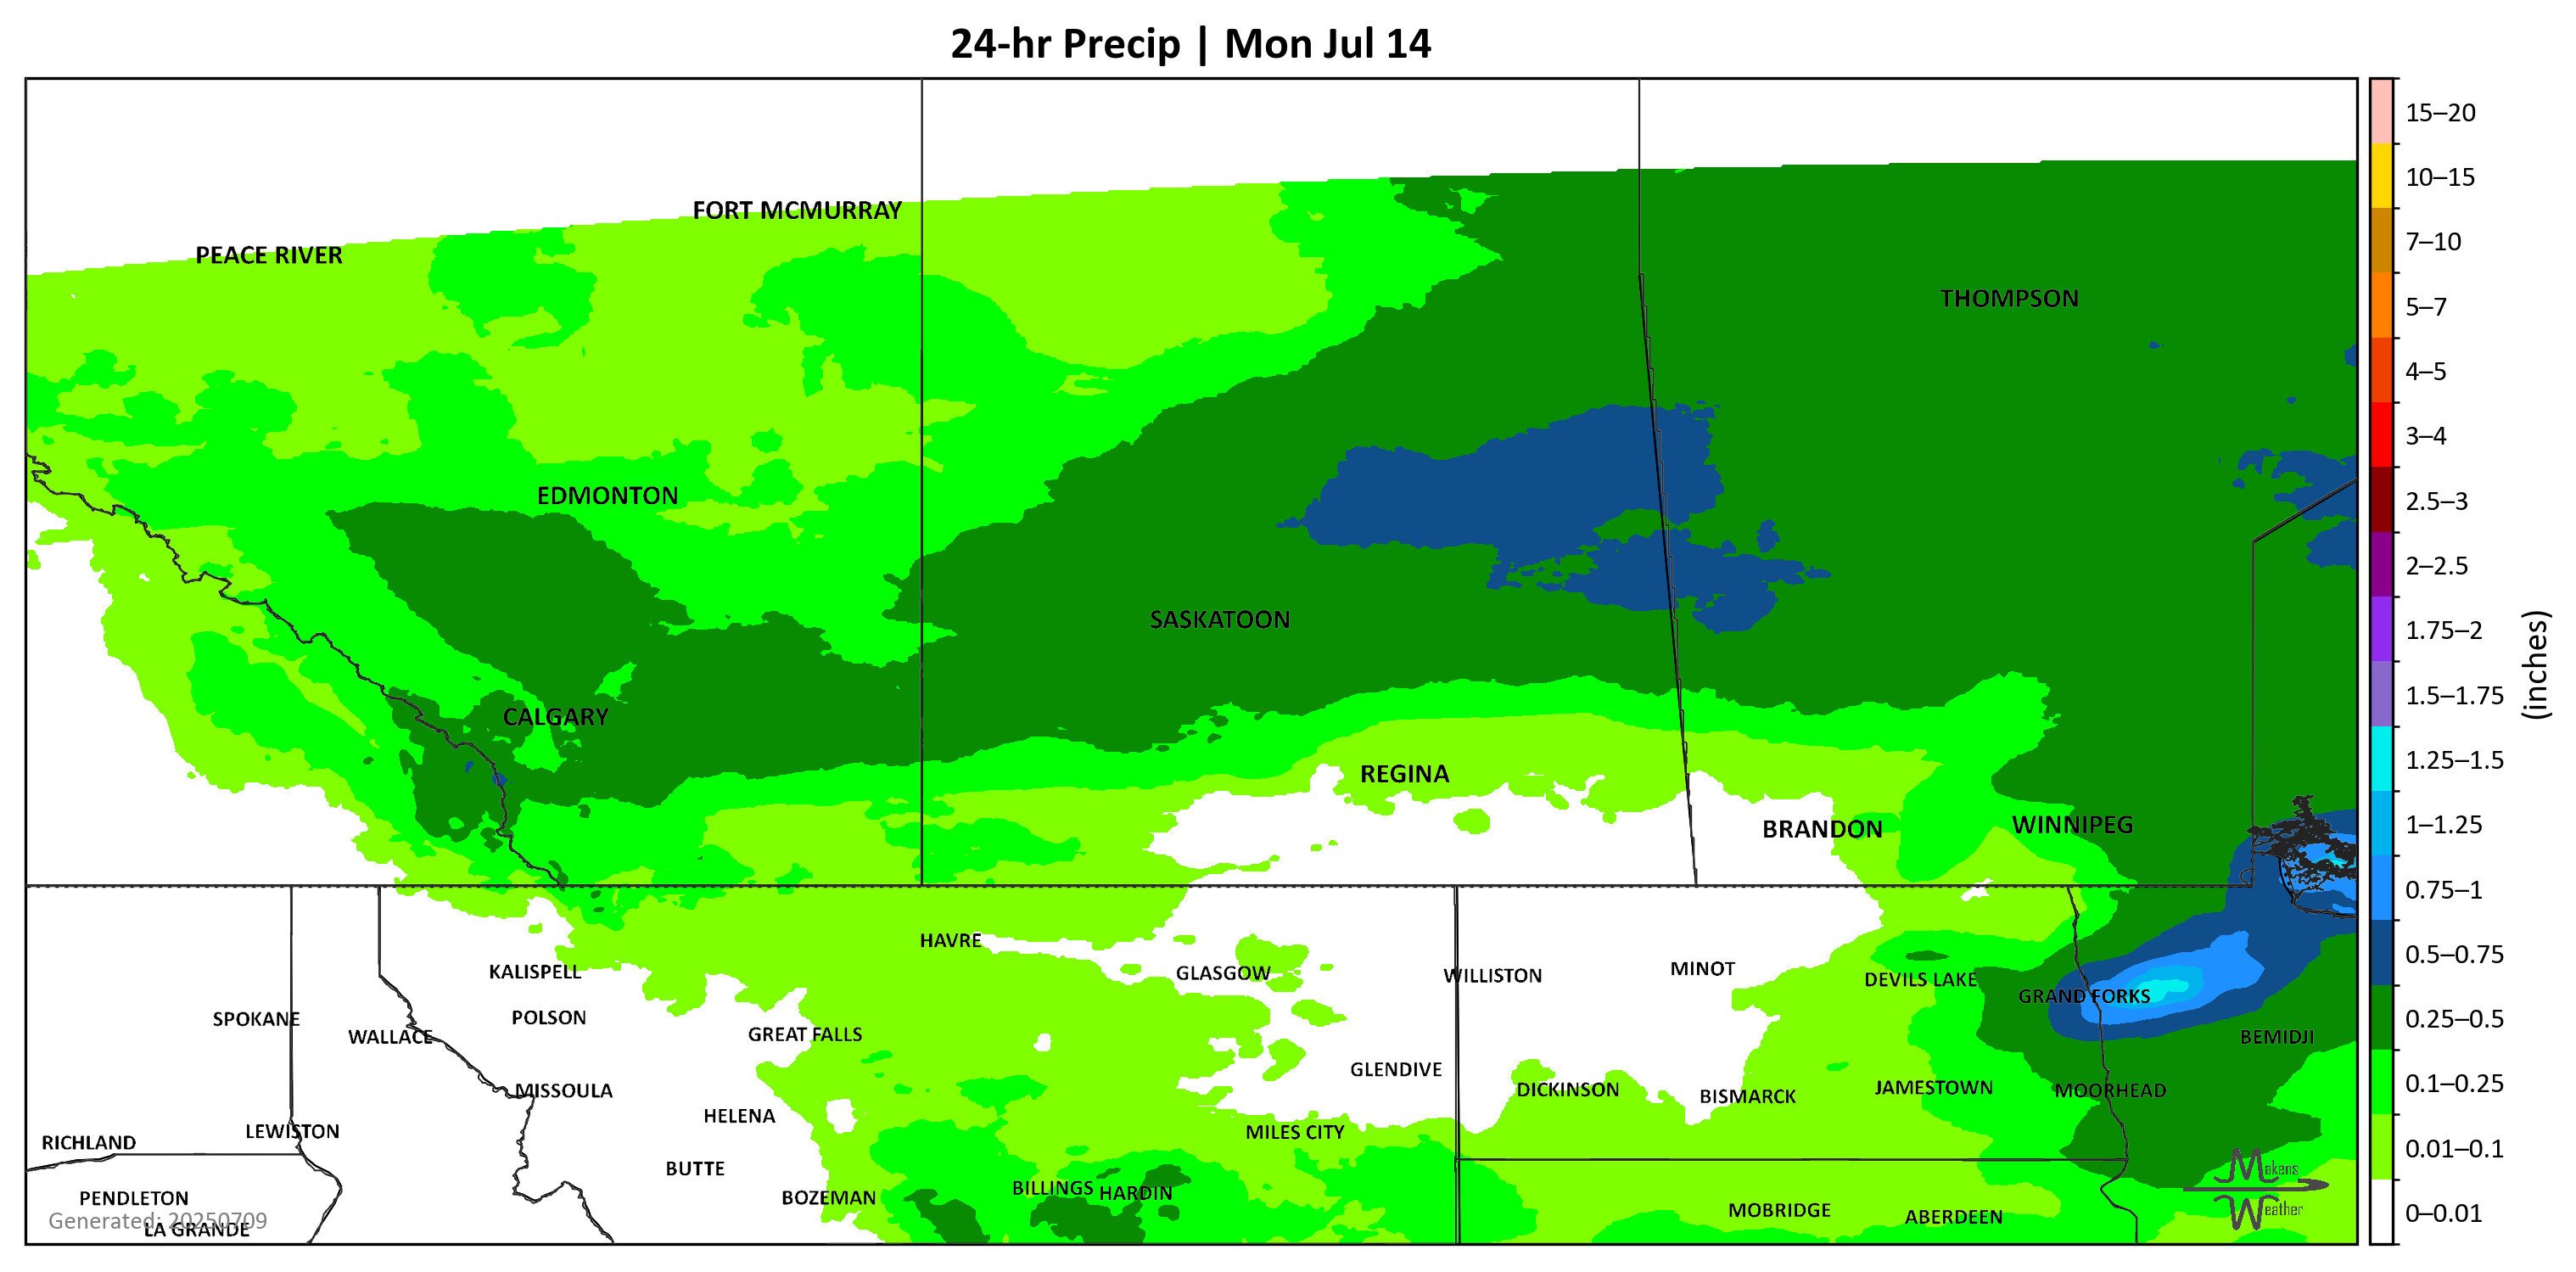 24-hr Precip | Mon Jul 14
FORT MCMURRAY
PEACE RIVER
THOMPSON
EDMONTON
SASKATOON
CALGARY
REGINA
BRANDON
WINNIPEG
HAVRE
KALISPELL
GLASGOW
WILLISTON
MINOT
DEVILS LAKE
GRAND FORKS
SPOKANE
POLSON
WALLACE
GREAT FALLS
BEMIDJI
GLENDIVE
MISSOULA
DICKINSON
BISMARCK
JAMESTOWN
MOORHEAD
HELENA
RICHLAND
LEWISTON
MILES CITY
BUTTE
BILLINGS
HARDIN
PENDLETON
BOZEMAN
MOBRIDGE
ABERDEEN
Generated: 20250709
LA GRANDE
Makens
Weather
15–20
10–15
7–10
5–7
4–5
3–4
2.5–3
2–2.5
1.75–2
1.5–1.75
1.25–1.5
1–1.25
0.75–1
0.5–0.75
0.25–0.5
0.1–0.25
0.01–0.1
0–0.01
(inches)